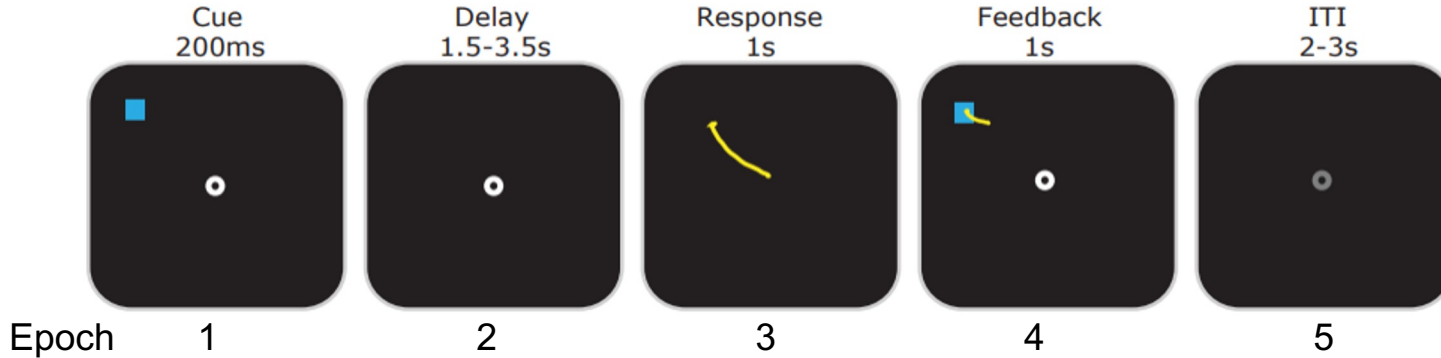 Cue Delay Response Feedback ITI
200ms 1.5-3.5s 1s 1s 2-3s
Epoch 1 2 3 4 5